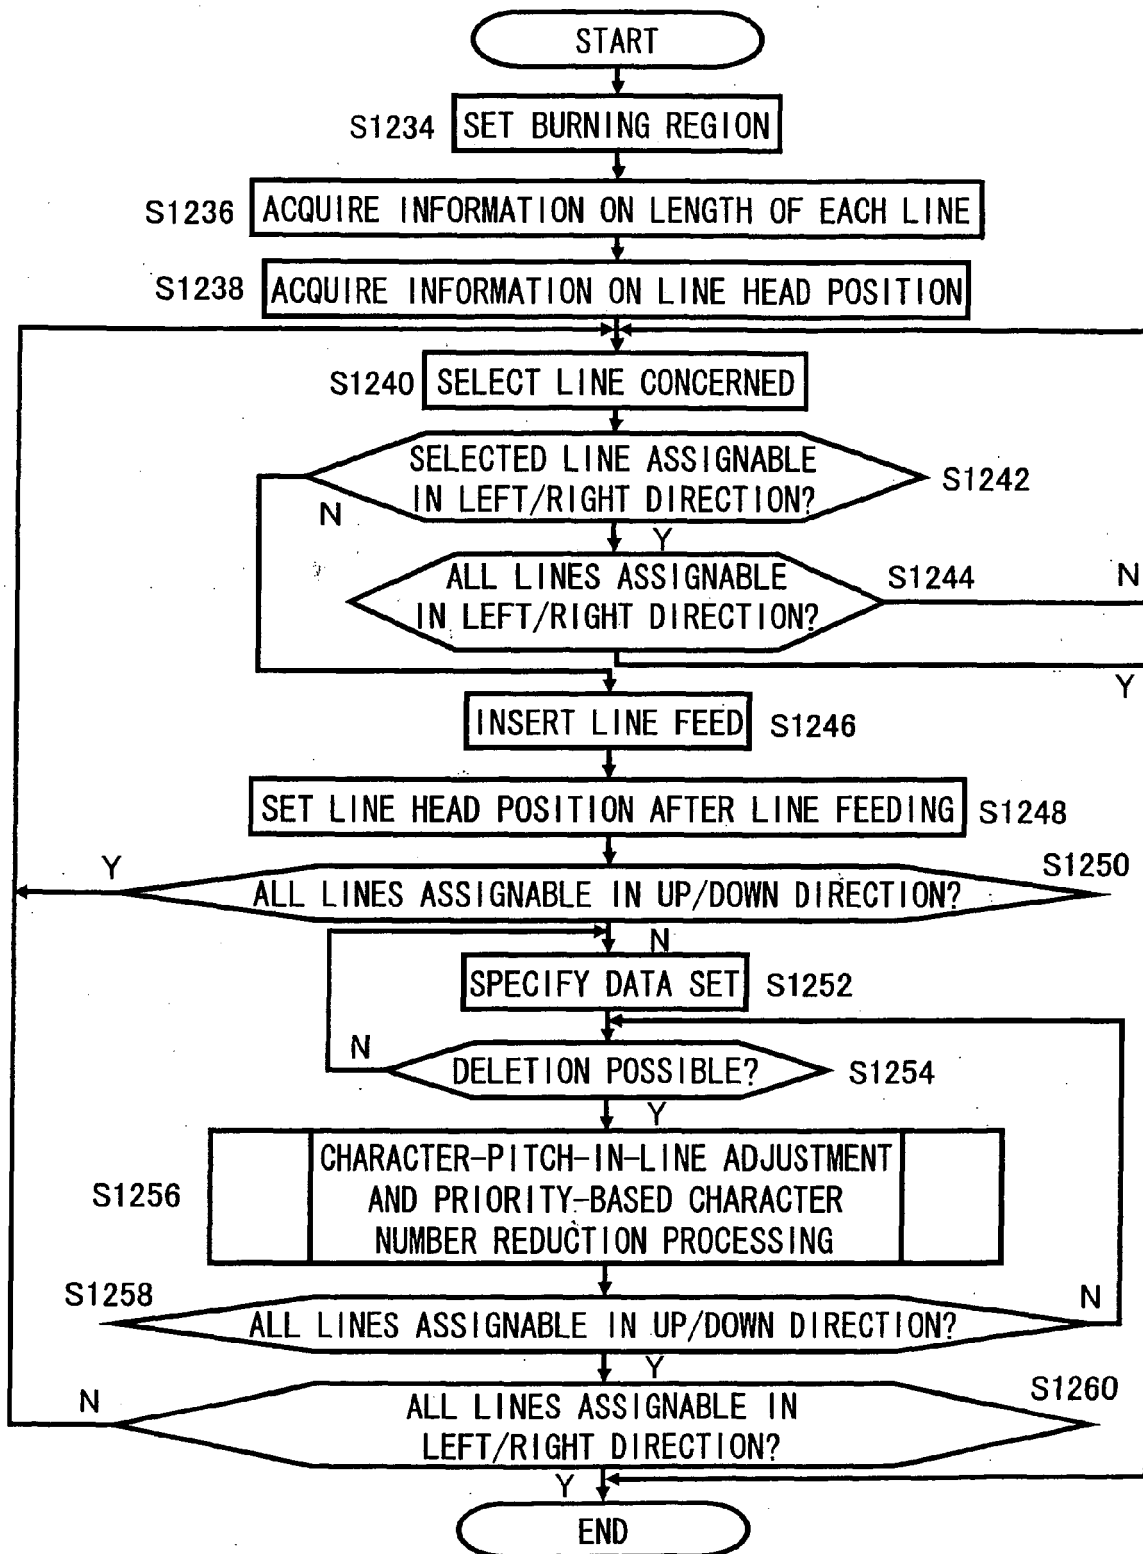 START
S1234
SET BURNING REGION
S1236
ACQUIRE INFORMATION ON LENGTH OF EACH LINE
S1238
ACQUIRE INFORMATION ON LINE HEAD POSITION
S1240
SELECT LINE CONCERNED
SELECTED LINE ASSIGNABLE
IN LEFT/RIGHT DIRECTION?
S1242
N
Y
ALL LINES ASSIGNABLE
IN LEFT/RIGHT DIRECTION?
S1244
N
Y
INSERT LINE FEED
S1246
SET LINE HEAD POSITION AFTER LINE FEEDING
S1248
Y
ALL LINES ASSIGNABLE IN UP/DOWN DIRECTION?
S1250
N
SPECIFY DATA SET
S1252
N
DELETION POSSIBLE?
S1254
Y
S1256
CHARACTER-PITCH-IN-LINE ADJUSTMENT
AND PRIORITY-BASED CHARACTER
NUMBER REDUCTION PROCESSING
S1258
ALL LINES ASSIGNABLE IN UP/DOWN DIRECTION?
N
Y
N
ALL LINES ASSIGNABLE IN
LEFT/RIGHT DIRECTION?
S1260
Y
END